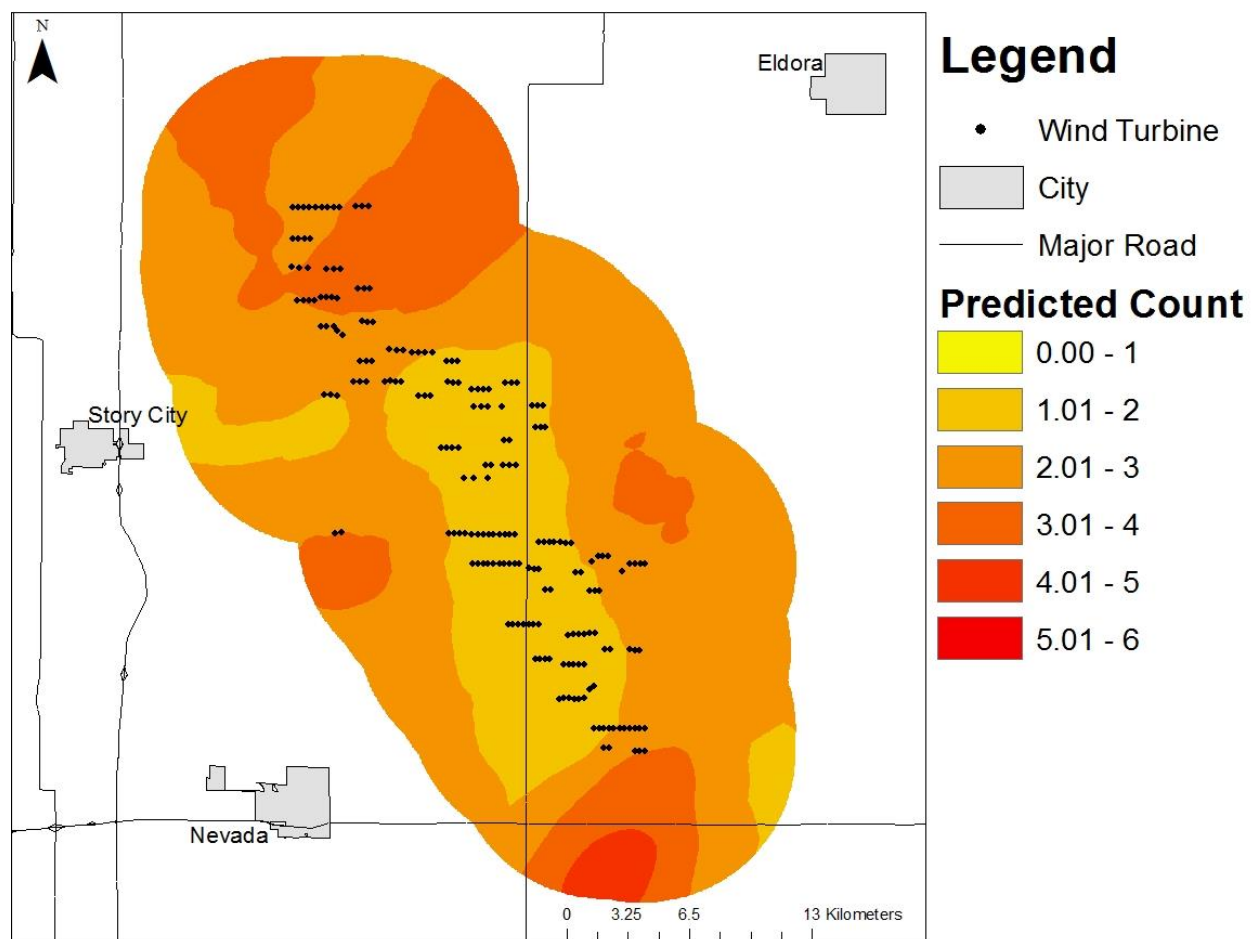 N
Eldora
Story City
Nevada
0 3.25 6.5 13 Kilometers
Legend
Wind Turbine
City
Major Road
Predicted Count
0.00 - 1
1.01 - 2
2.01 - 3
3.01 - 4
4.01 - 5
5.01 - 6